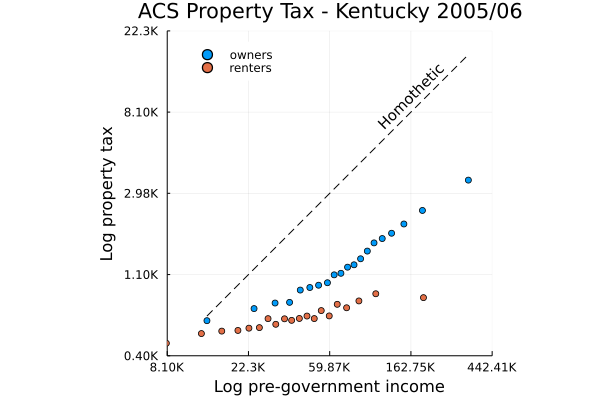 ACS Property Tax - Kentucky 2005/06
22.3K
8.10K
2.98K
1.10K
0.40K
Log property tax
owners
renters
Homothetic
8.10K 22.3K 59.87K 162.75K 442.41K
Log pre-government income